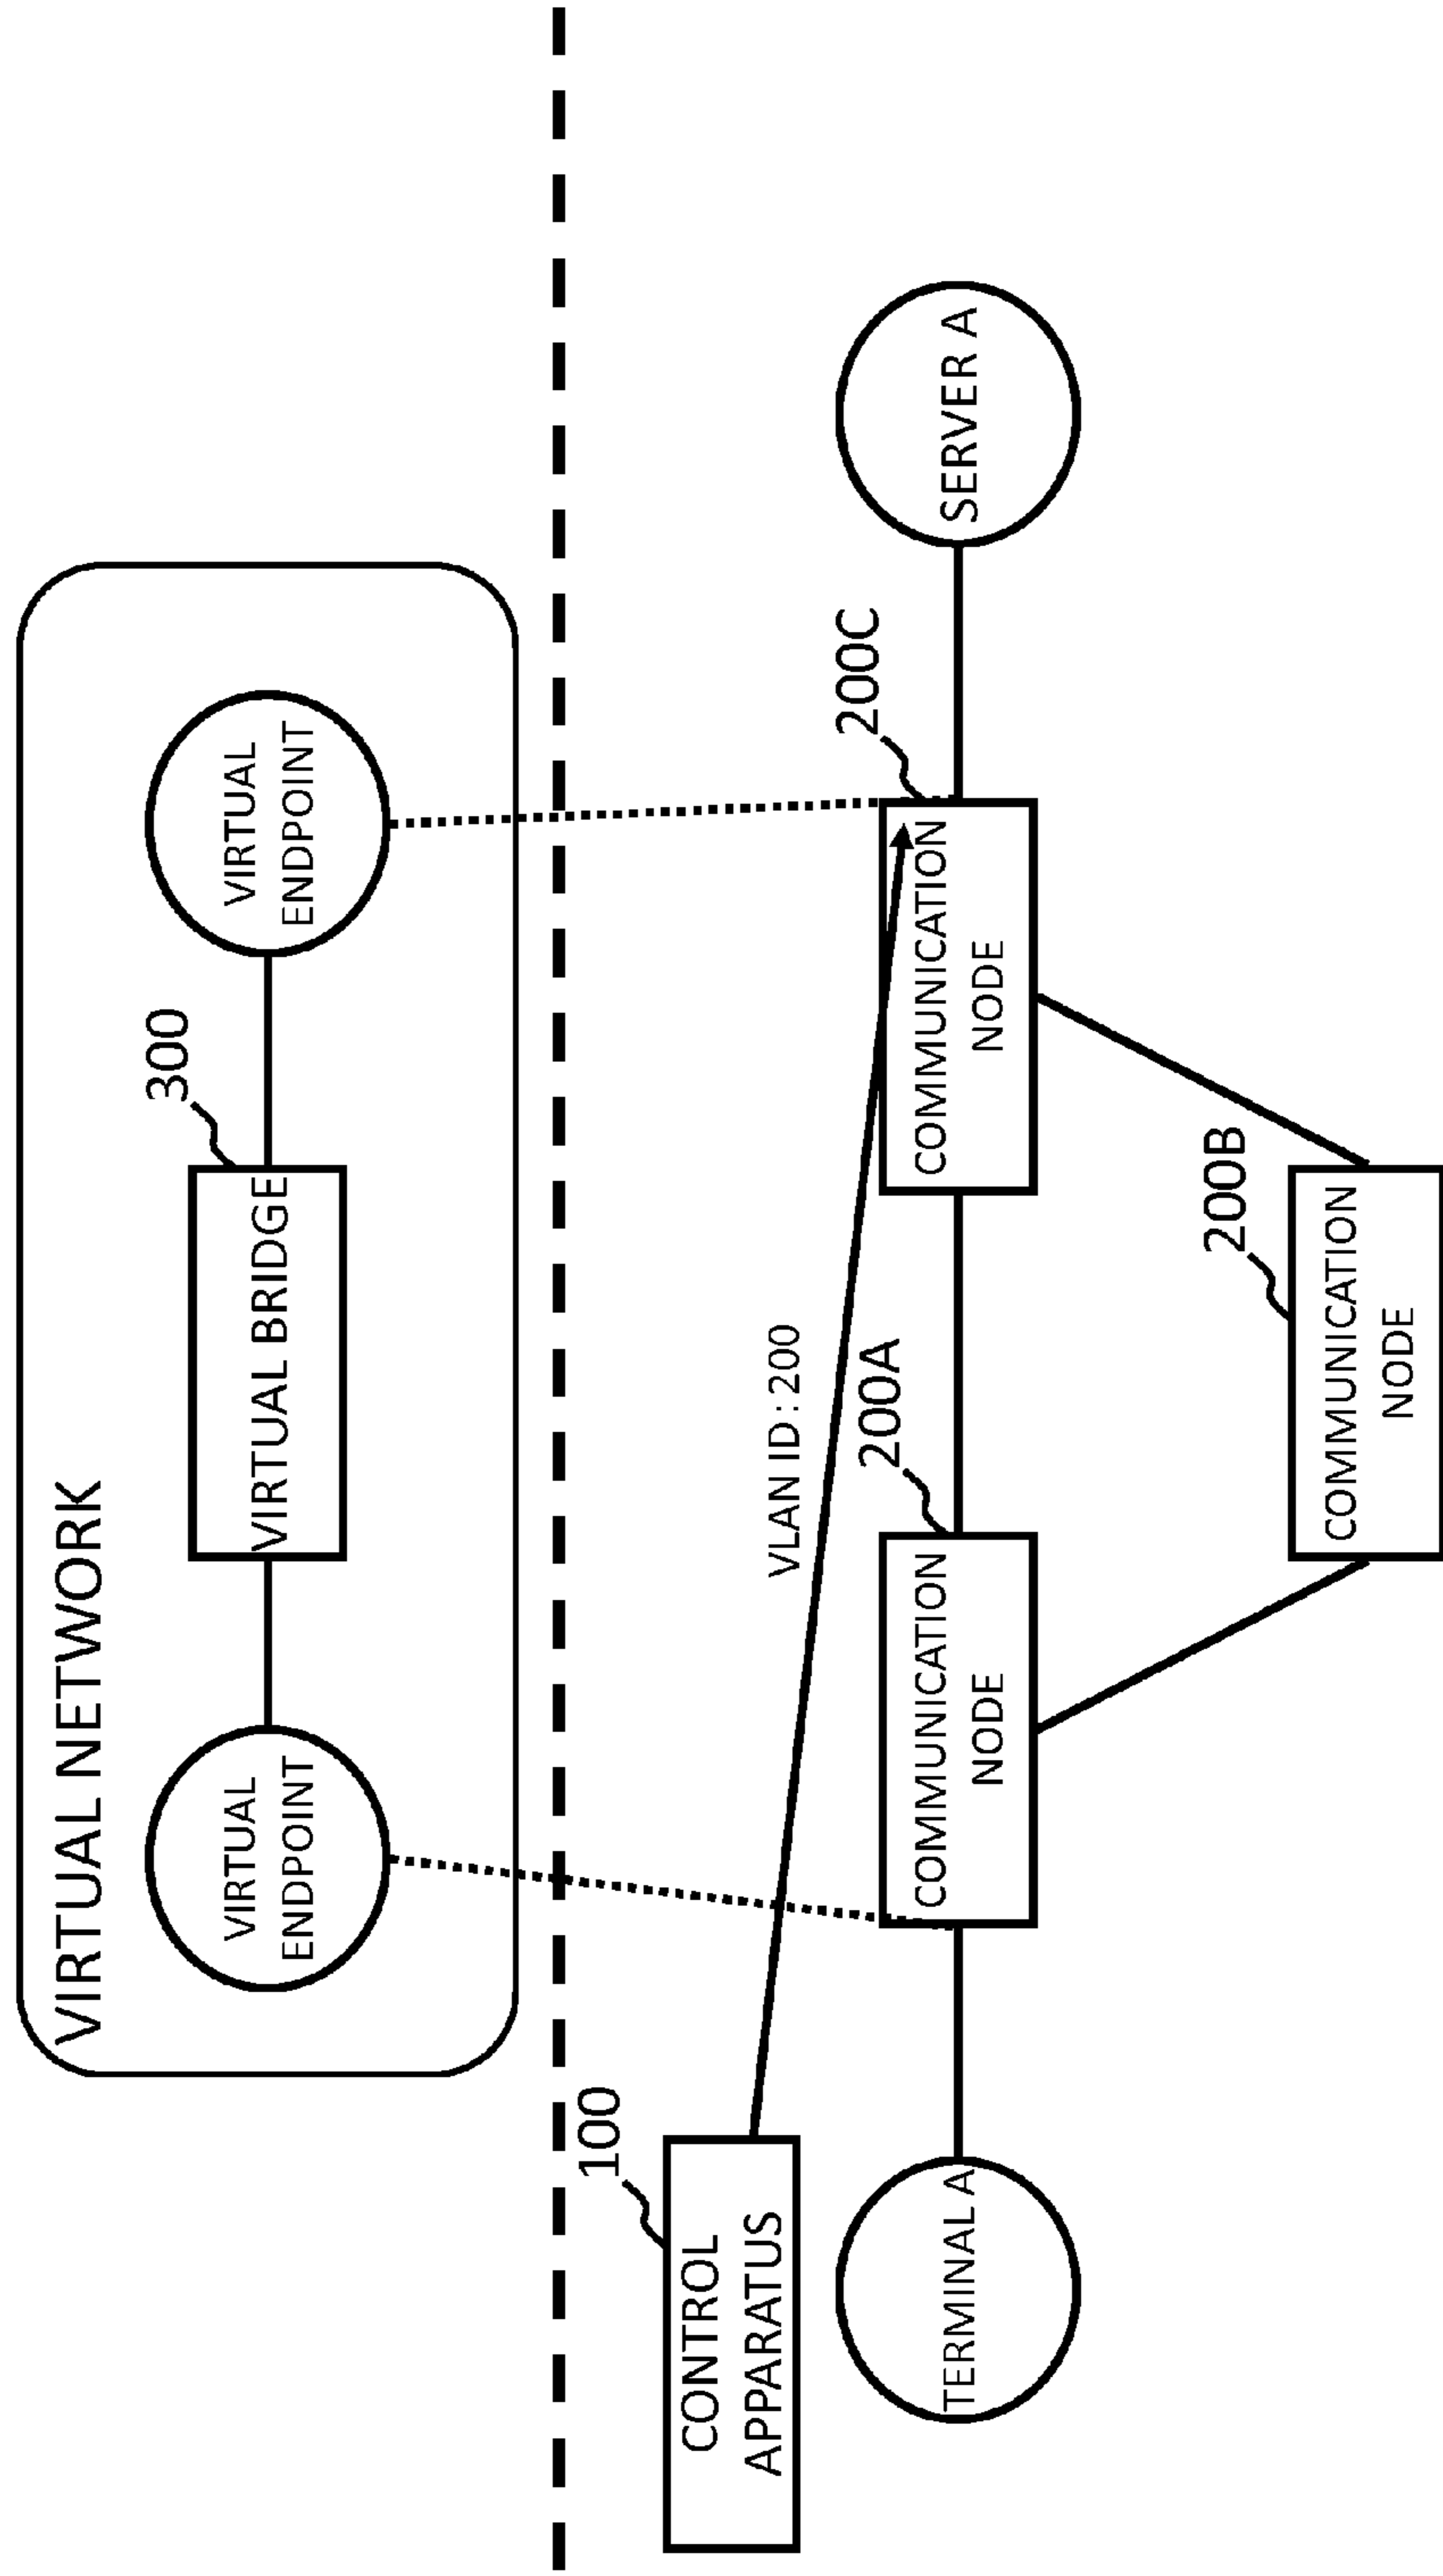 VIRTUAL NETWORK
VIRTUAL
ENDPOINT
VIRTUAL BRIDGE
300
VIRTUAL
ENDPOINT
100
CONTROL
APPARATUS
VLAN ID : 200
TERMINAL A
200A
COMMUNICATION
NODE
200C
COMMUNICATION
NODE
SERVER A
200B
COMMUNICATION
NODE